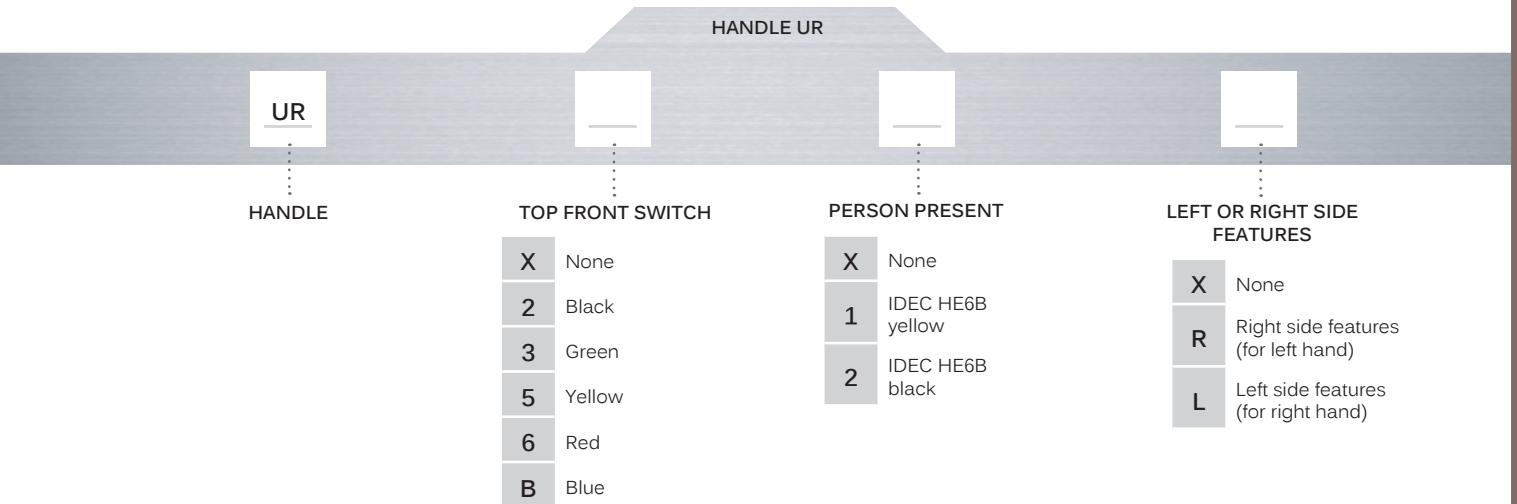 HANDLE UR
UR
HANDLE
TOP FRONT SWITCH
X None
2 Black
3 Green
5 Yellow
6 Red
B Blue
PERSON PRESENT
X None
1 IDEC HE6B
yellow
2 IDEC HE6B
black
LEFT OR RIGHT SIDE
FEATURES
X None
R Right side features
(for left hand)
L Left side features
(for right hand)